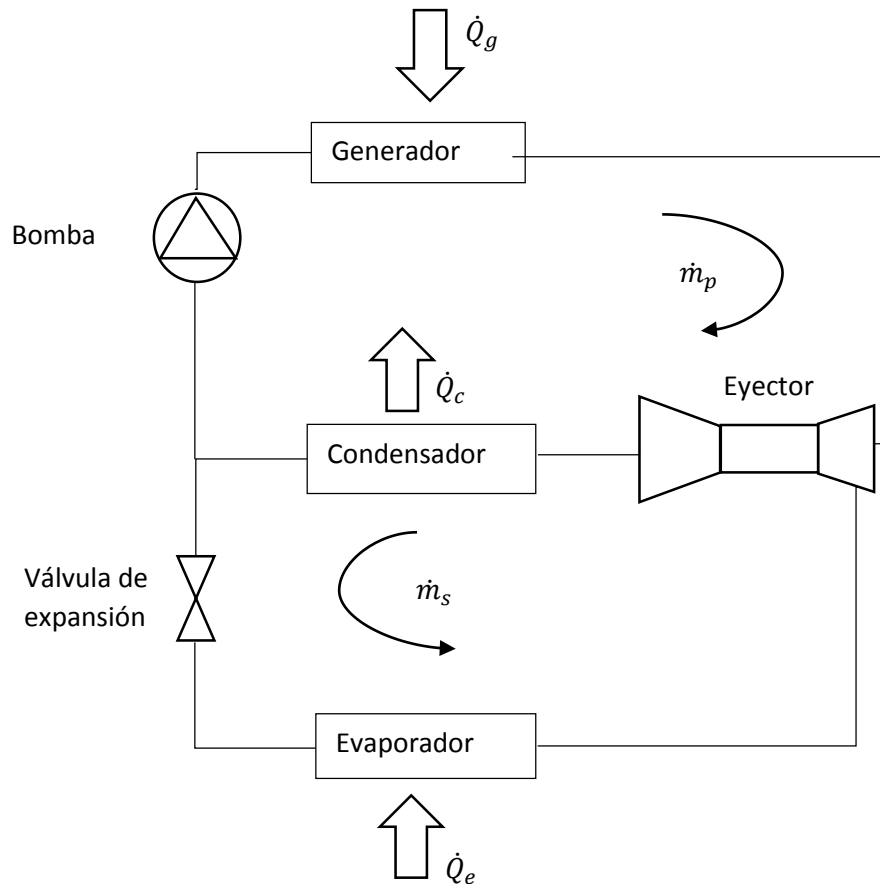 Q̇g
Generador
Bomba
ṁp
Q̇c
Eyector
Condensador
Válvula de
expansión
ṁs
Evaporador
Q̇e